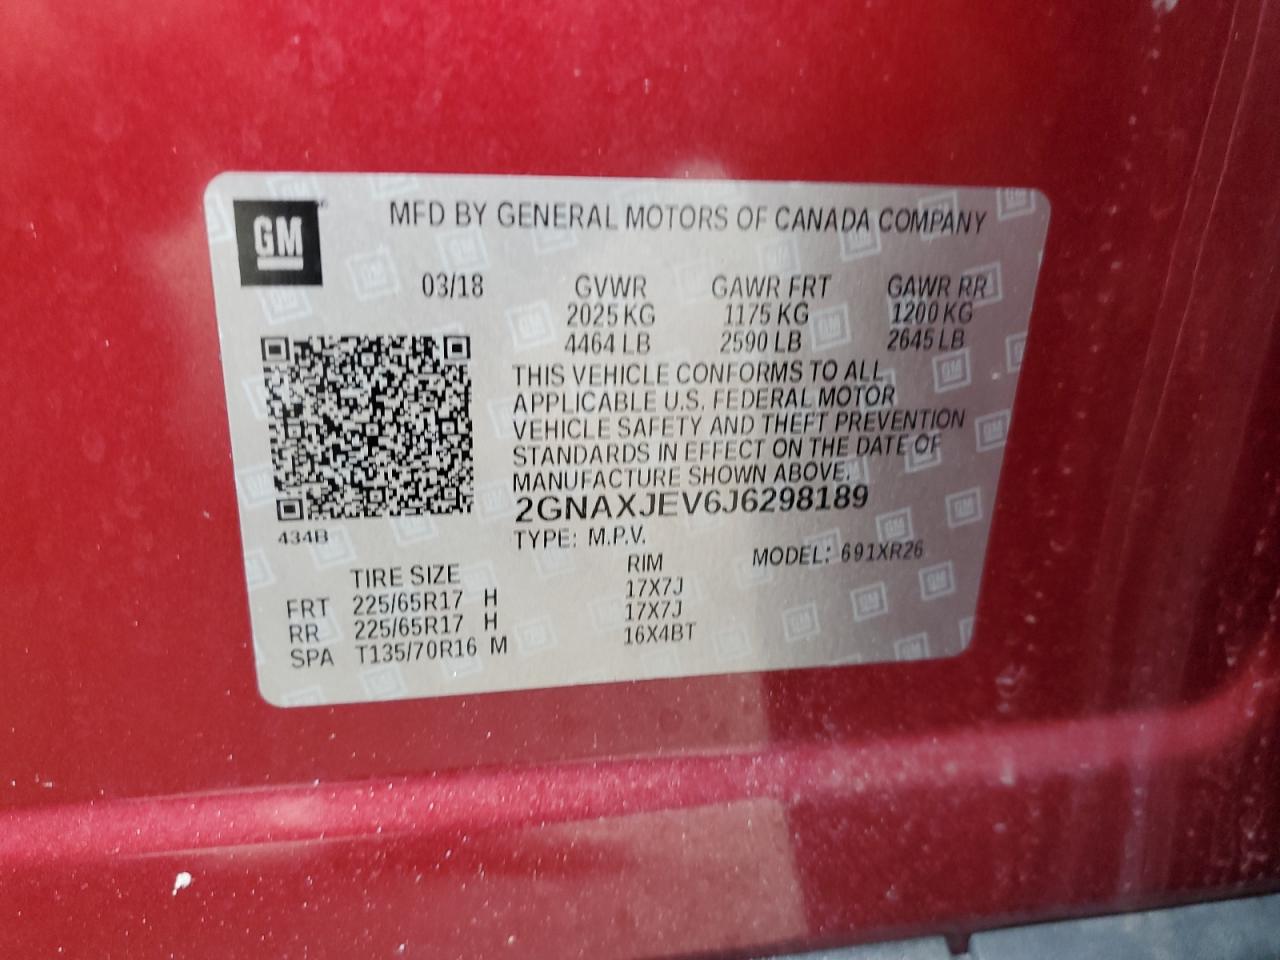 GM
MFD BY GENERAL MOTORS OF CANADA COMPANY
03/18 GVWR GAWR FRT GAWR RR
2025 KG 1175 KG 1200 KG
4464 LB 2590 LB 2645 LB
THIS VEHICLE CONFORMS TO ALL
APPLICABLE U.S. FEDERAL MOTOR
VEHICLE SAFETY AND THEFT PREVENTION
STANDARDS IN EFFECT ON THE DATE OF
MANUFACTURE SHOWN ABOVE.
2GNAXJEV6J6298189
434B
TYPE: M.P.V. MODEL: 691XR26
TIRE SIZE RIM
FRT 225/65R17 H 17X7J
RR 225/65R17 H 17X7J
SPA T135/70R16 M 16X4BT